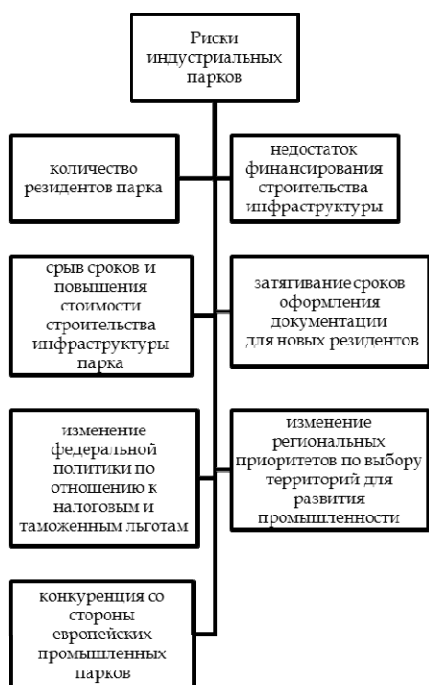 Риски
индустриальных
парков
количество
резидентов парка
недостаток
финансирования
строительства
инфраструктуры
срыв сроков и
повышения
стоимости
строительства
инфраструктуры
парка
затягивание сроков
оформления
документации
для новых резидентов
изменение
федеральной
политики по
отношению к
налоговым и
таможенным льготам
изменение
региональных
приоритетов по выбору
территорий для
развития
промышленности
конкуренция со
стороны
европейских
промышленных
парков